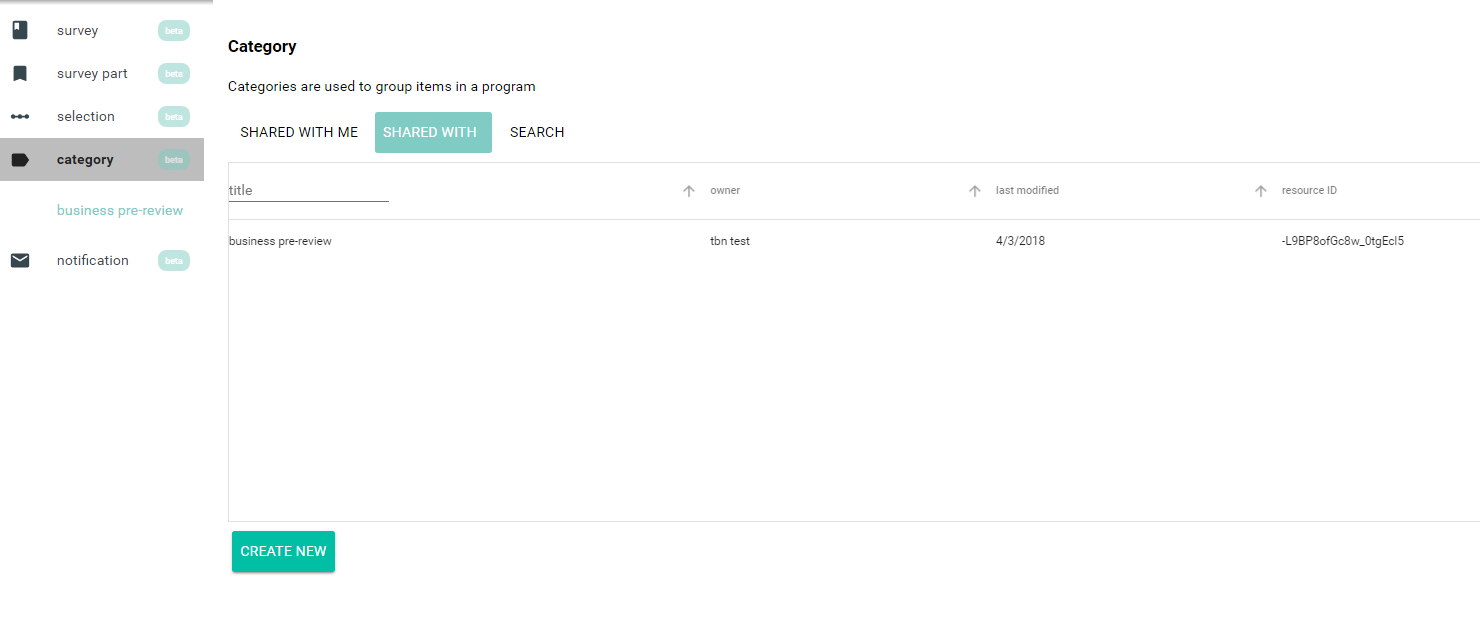 survey beta
survey part beta
selection beta
category beta
business pre-review
notification beta
Category
Categories are used to group items in a program
SHARED WITH ME SHARED WITH SEARCH
title owner last modified resource ID
business pre-review tbn test 4/3/2018 -L9BP8ofGc8w_0tgEcI5
CREATE NEW